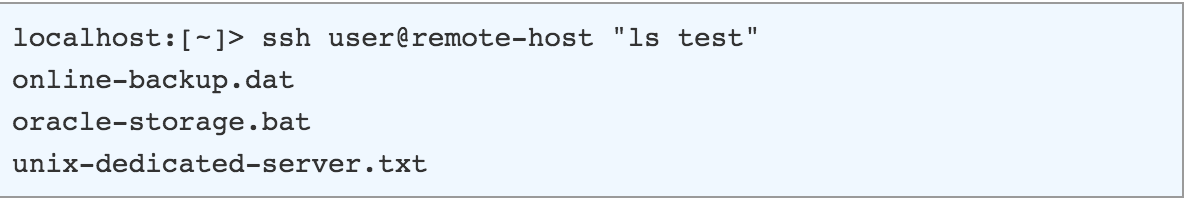 localhost:[~]> ssh user@remote-host "ls test"
online-backup.dat
oracle-storage.bat
unix-dedicated-server.txt